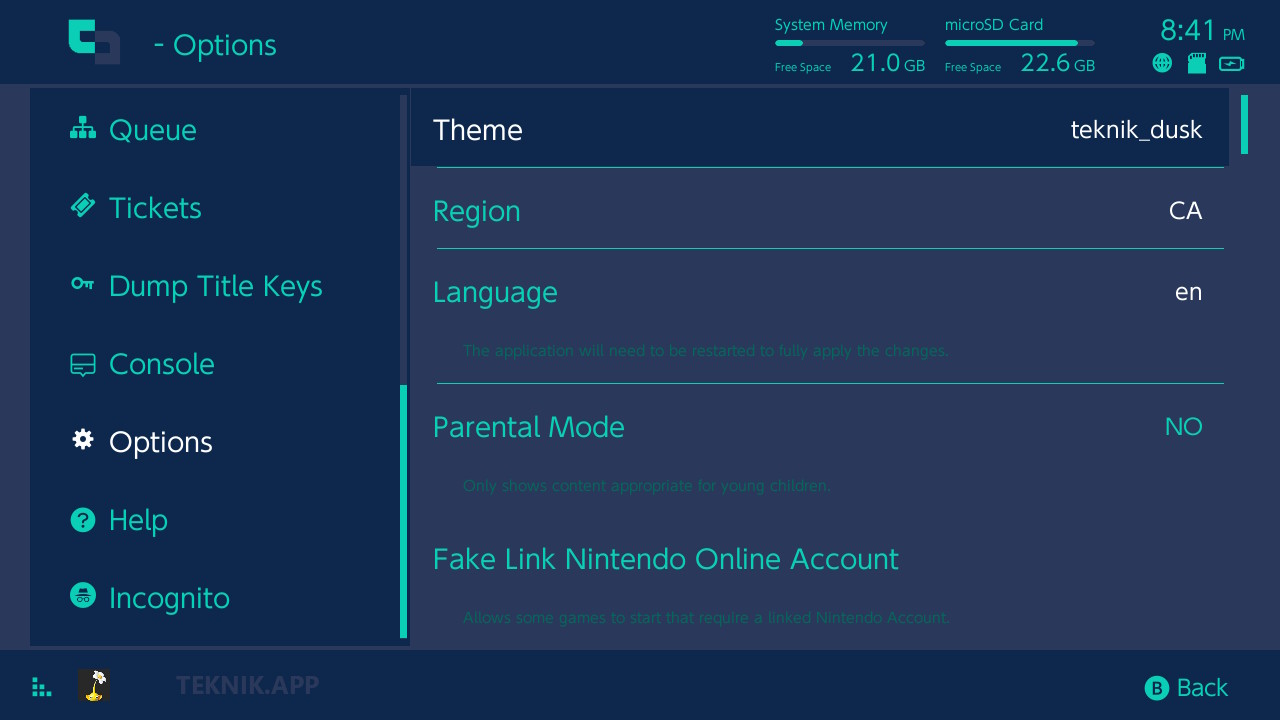 - Options
System Memory
Free Space 21.0 GB
microSD Card
Free Space 22.6 GB
8:41 PM
Queue
Tickets
Dump Title Keys
Console
Options
Help
Incognito
Theme teknik_dusk
Region CA
Language en
The application will need to be restarted to fully apply the changes.
Parental Mode NO
Only shows content appropriate for young children.
Fake Link Nintendo Online Account
Allows some games to start that require a linked Nintendo Account.
TEKNIK.APP
B Back